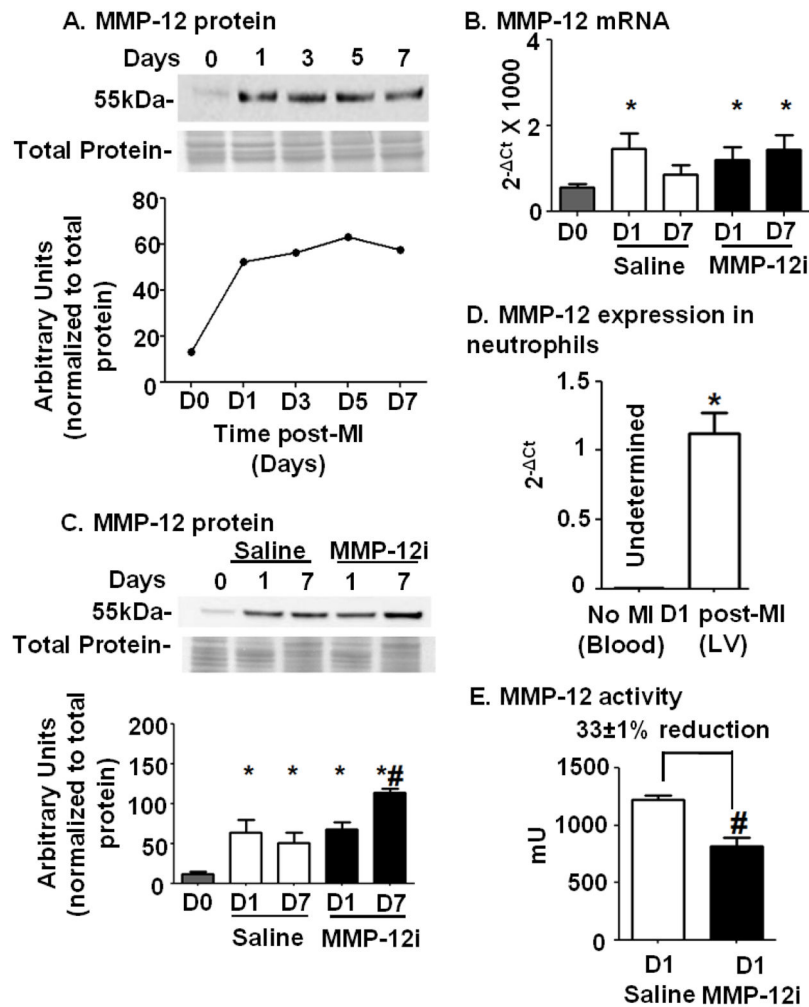 A. MMP-12 protein
Days 0 1 3 5 7
55kDa-
Total Protein-
Arbitrary Units
(normalized to total
protein)
80
60
40
20
0
D0 D1 D3 D5 D7
Time post-MI
(Days)
B. MMP-12 mRNA
2-ΔCt X 1000
4
2
0
* * *
D0 D1 D7 D1 D7
Saline MMP-12i
C. MMP-12 protein
Saline MMP-12i
Days 0 1 7 1 7
55kDa-
Total Protein-
Arbitrary Units
(normalized to total
protein)
200
150
100
50
0
* * * *#
D0 D1 D7 D1 D7
Saline MMP-12i
D. MMP-12 expression in
neutrophils
2-ΔCt
1.5
1
0.5
0
Undetermined
*
No MI D1 post-MI
(Blood) (LV)
E. MMP-12 activity
33±1% reduction
mU
1500
1000
500
0
#
D1 D1
Saline MMP-12i